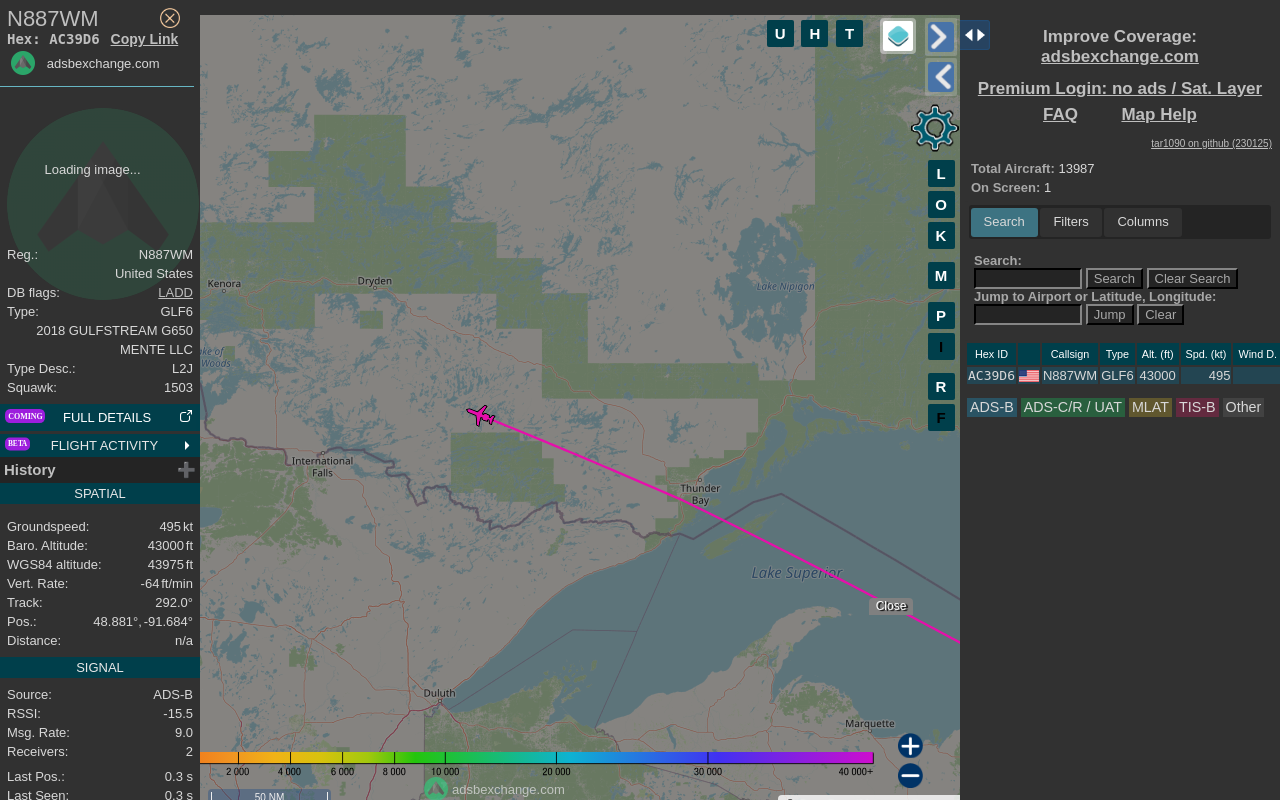 N887WM
Hex: AC39D6 Copy Link
adsbexchange.com
Loading image...
Reg.: N887WM
United States
DB flags: LADD
Type: GLF6
2018 GULFSTREAM G650
MENTE LLC
Type Desc.: L2J
Squawk: 1503
COMING FULL DETAILS
BETA FLIGHT ACTIVITY
History
SPATIAL
Groundspeed: 495 kt
Baro. Altitude: 43000 ft
WGS84 altitude: 43975 ft
Vert. Rate: -64 ft/min
Track: 292.0°
Pos.: 48.881°, -91.684°
Distance: n/a
SIGNAL
Source: ADS-B
RSSI: -15.5
Msg. Rate: 9.0
Receivers: 2
Last Pos.: 0.3 s
Last Seen: 0.3 s
U H T
L
O
K
M
P
I
R
F
Kenora
Dryden
Lake Nipigon
ke of
Woods
International
Falls
Thunder
Bay
Lake Superior
Close
Duluth
Marquette
2 000 4 000 6 000 8 000 10 000 20 000 30 000 40 000+
adsbexchange.com
50 NM
Improve Coverage:
adsbexchange.com
Premium Login: no ads / Sat. Layer
FAQ Map Help
tar1090 on github (230125)
Total Aircraft: 13987
On Screen: 1
Search Filters Columns
Search:
Search Clear Search
Jump to Airport or Latitude, Longitude:
Jump Clear
Hex ID Callsign Type Alt. (ft) Spd. (kt) Wind D.
AC39D6 N887WM GLF6 43000 495
ADS-B ADS-C/R / UAT MLAT TIS-B Other